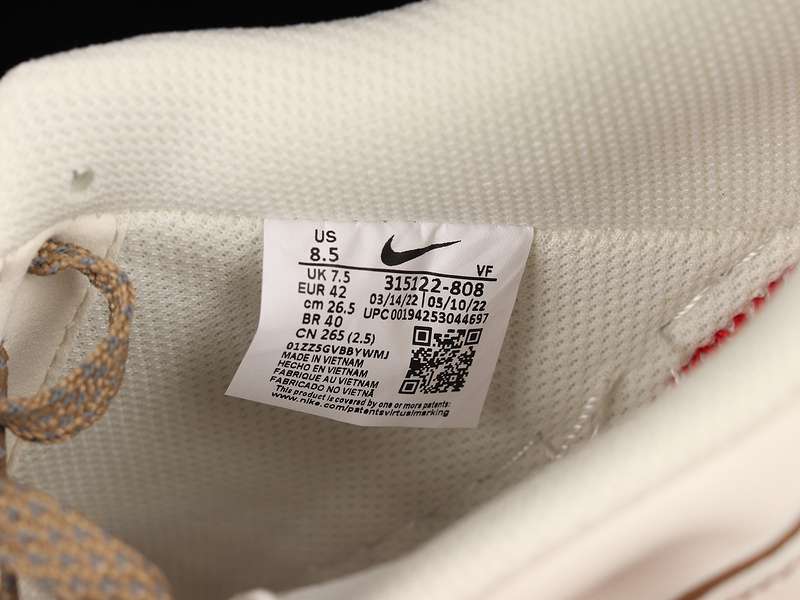 US
8.5
VF
UK 7.5
EUR 42
cm 26.5
BR 40
CN 265 (2.5)
315122-808
03/14/22 | 05/10/22
UPC 00194253044697
01ZZ5GVBBYWMJ
MADE IN VIETNAM
HECHO EN VIETNAM
FABRIQUE AU VIETNAM
FABRICADO NO VIETNÃ
This product is covered by one or more patents:
www.nike.com/patentsvirtualmarking